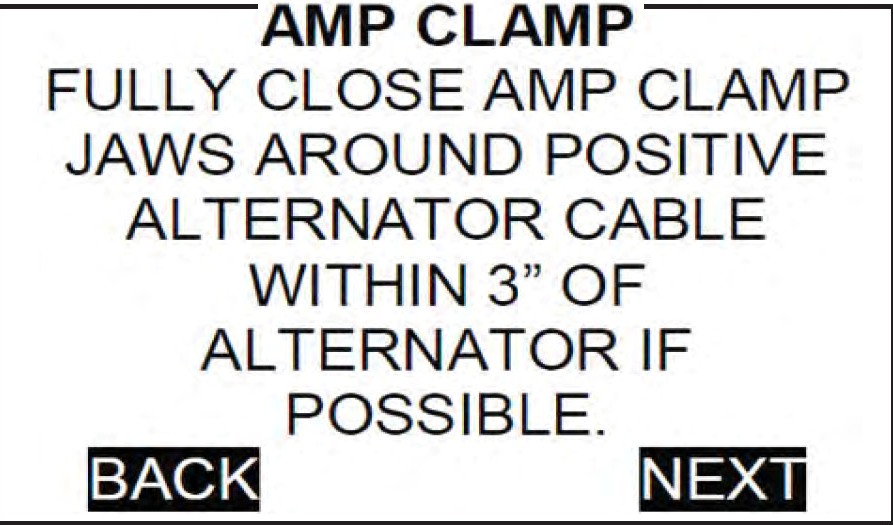 AMP CLAMP
FULLY CLOSE AMP CLAMP
JAWS AROUND POSITIVE
ALTERNATOR CABLE
WITHIN 3” OF
ALTERNATOR IF
POSSIBLE.
BACK NEXT